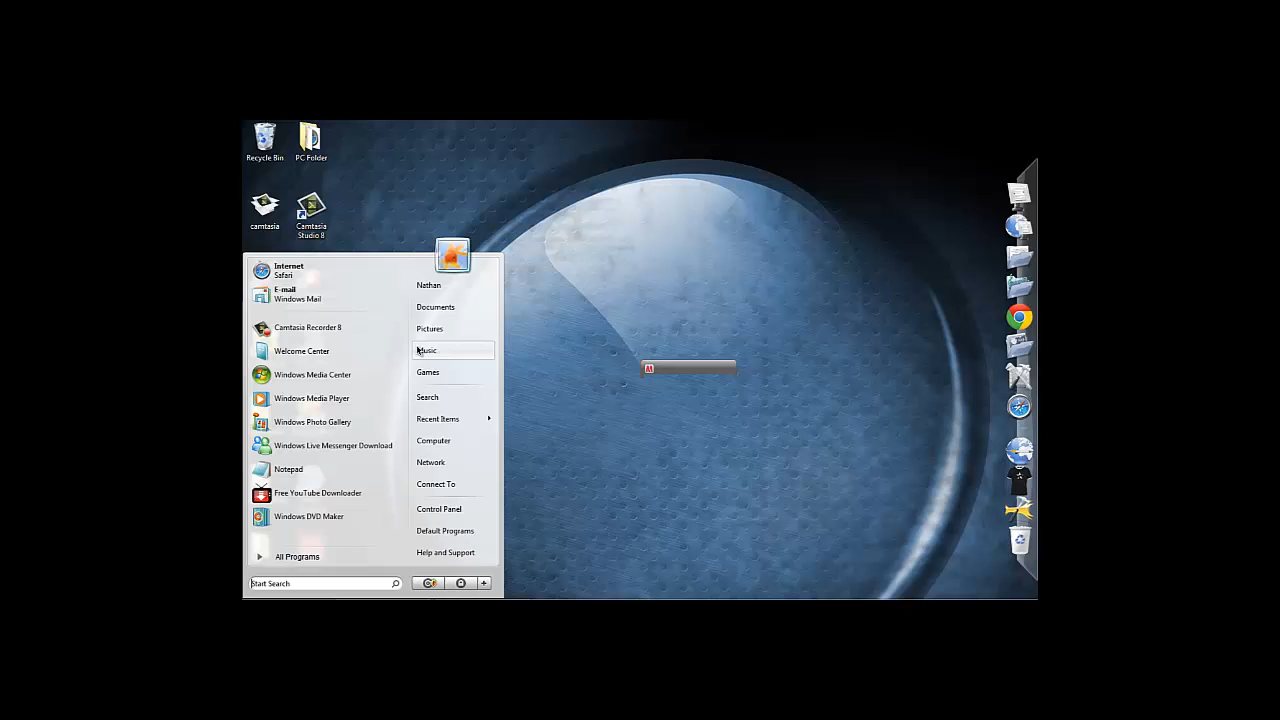 Recycle Bin
PC Folder
camtasia
Camtasia
Studio 8
Internet
Safari
E-mail
Windows Mail
Camtasia Recorder 8
Welcome Center
Windows Media Center
Windows Media Player
Windows Photo Gallery
Windows Live Messenger Download
Notepad
Free YouTube Downloader
Windows DVD Maker
All Programs
Start Search
Nathan
Documents
Pictures
Music
Games
Search
Recent Items
Computer
Network
Connect To
Control Panel
Default Programs
Help and Support
M